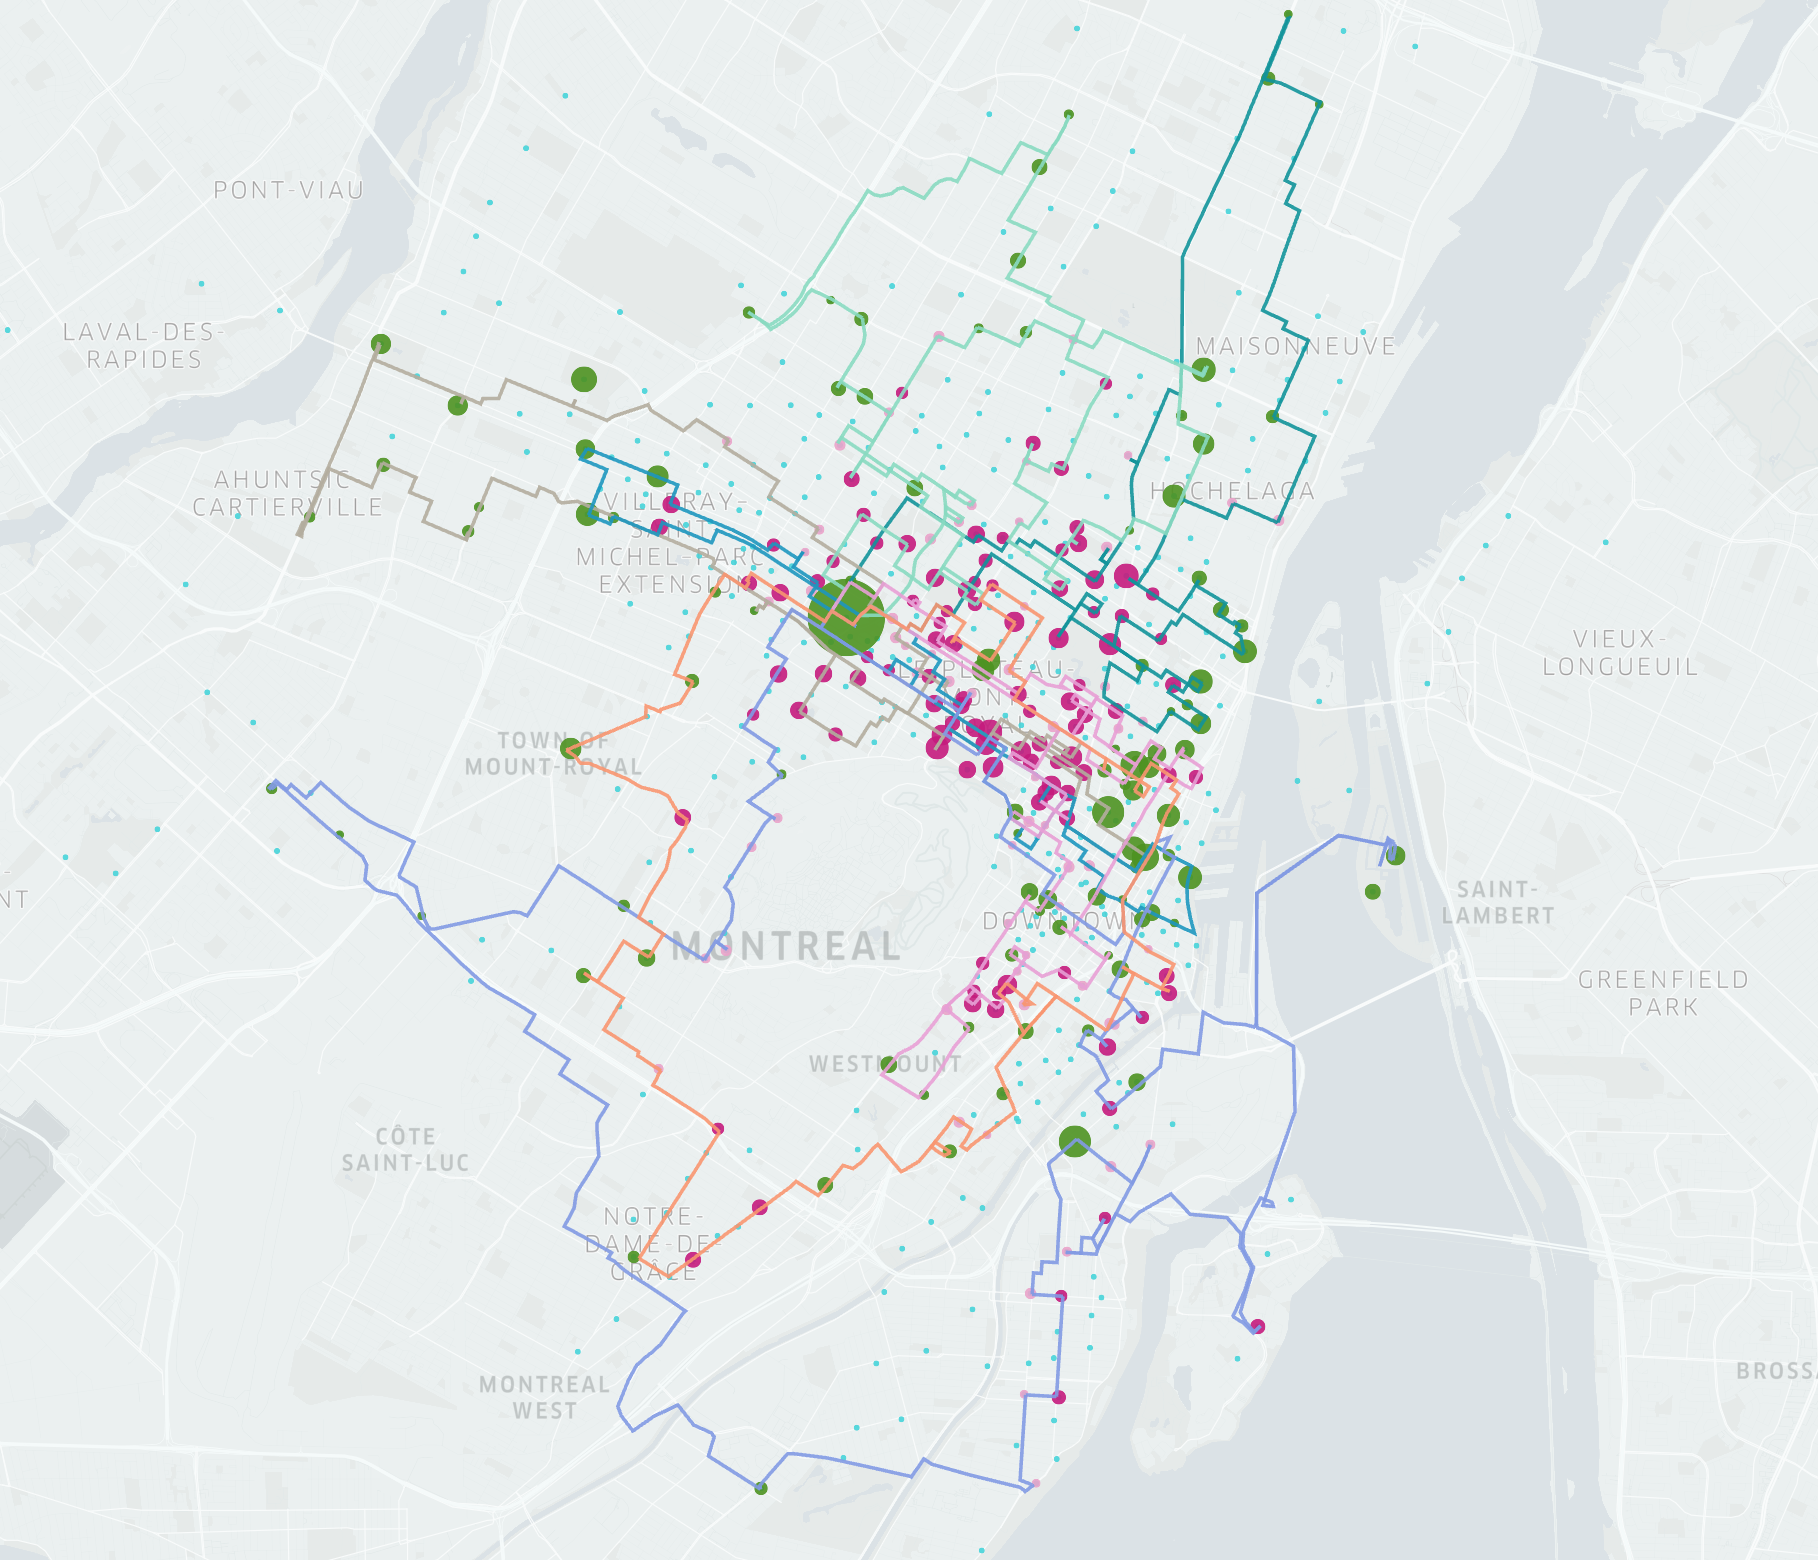 PONT-VIAU
LAVAL-DES-
RAPIDES
MAISONNEUVE
AHUNTSIC
CARTIERVILLE
HOCHELAGA
VILLERAY-
SAINT-
MICHEL-PARC
EXTENSION
VIEUX-
LONGUEUIL
LE PLATEAU-
MONT
ROYAL
TOWN OF
MOUNT-ROYAL
SAINT-
LAMBERT
DOWNTOWN
MONTREAL
GREENFIELD
PARK
WESTMOUNT
CÔTE
SAINT-LUC
NOTRE-
DAME-DE-
GRÂCE
MONTREAL
WEST
BROSSA